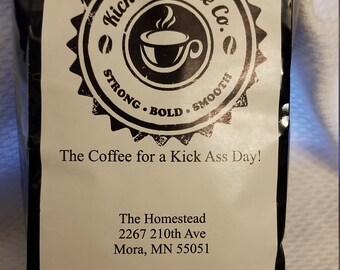 Kick
Co.
STRONG • BOLD • SMOOTH
The Coffee for a Kick Ass Day!
The Homestead
2267 210th Ave
Mora, MN 55051